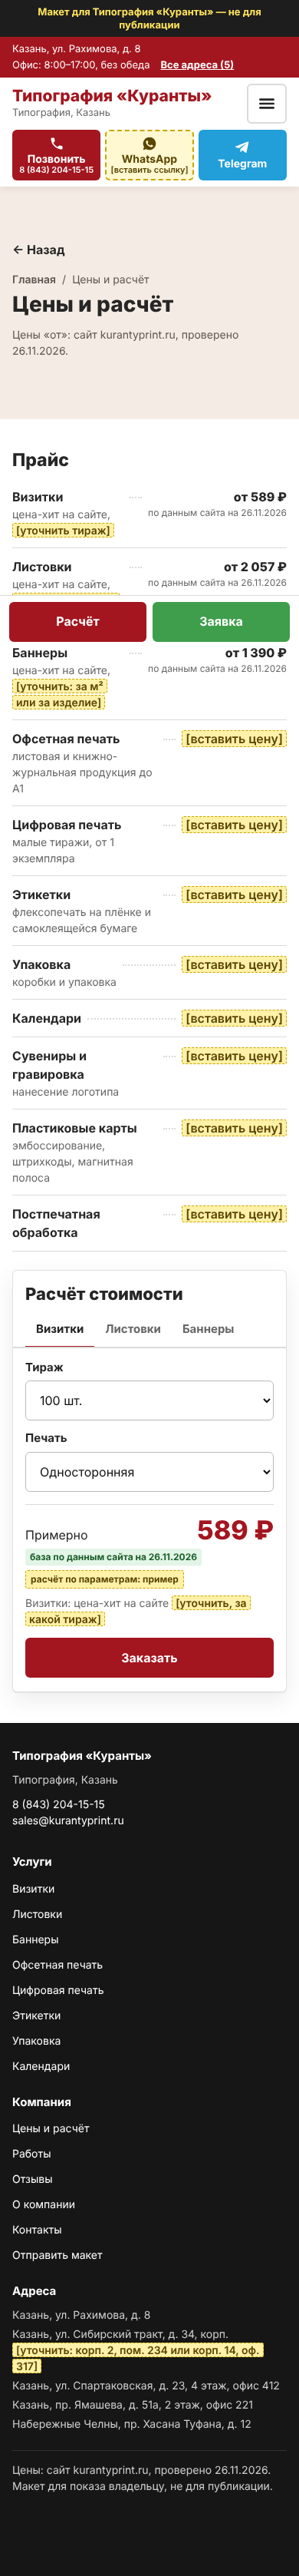 Макет для Типография «Куранты» — не для
публикации
Казань, ул. Рахимова, д. 8
Офис: 8:00–17:00, без обеда Все адреса (5)
Типография «Куранты»
Типография, Казань
Позвонить
8 (843) 204-15-15
WhatsApp
[вставить ссылку]
Telegram
← Назад
Главная / Цены и расчёт
Цены и расчёт
Цены «от»: сайт kurantyprint.ru, проверено
26.11.2026.
Прайс
Визитки от 589 ₽
цена-хит на сайте, по данным сайта на 26.11.2026
[уточнить тираж]
Листовки от 2 057 ₽
цена-хит на сайте, по данным сайта на 26.11.2026
Расчёт Заявка
Баннеры от 1 390 ₽
цена-хит на сайте, по данным сайта на 26.11.2026
[уточнить: за м²
или за изделие]
Офсетная печать [вставить цену]
листовая и книжно-
журнальная продукция до
А1
Цифровая печать [вставить цену]
малые тиражи, от 1
экземпляра
Этикетки [вставить цену]
флексопечать на плёнке и
самоклеящейся бумаге
Упаковка [вставить цену]
коробки и упаковка
Календари [вставить цену]
Сувениры и [вставить цену]
гравировка
нанесение логотипа
Пластиковые карты [вставить цену]
эмбоссирование,
штрихкоды, магнитная
полоса
Постпечатная [вставить цену]
обработка
Расчёт стоимости
Визитки Листовки Баннеры
Тираж
100 шт.
Печать
Односторонняя
Примерно 589 ₽
база по данным сайта на 26.11.2026
расчёт по параметрам: пример
Визитки: цена-хит на сайте [уточнить, за
какой тираж]
Заказать
Типография «Куранты»
Типография, Казань
8 (843) 204-15-15
sales@kurantyprint.ru
Услуги
Визитки
Листовки
Баннеры
Офсетная печать
Цифровая печать
Этикетки
Упаковка
Календари
Компания
Цены и расчёт
Работы
Отзывы
О компании
Контакты
Отправить макет
Адреса
Казань, ул. Рахимова, д. 8
Казань, ул. Сибирский тракт, д. 34, корп.
[уточнить: корп. 2, пом. 234 или корп. 14, оф.
317]
Казань, ул. Спартаковская, д. 23, 4 этаж, офис 412
Казань, пр. Ямашева, д. 51а, 2 этаж, офис 221
Набережные Челны, пр. Хасана Туфана, д. 12
Цены: сайт kurantyprint.ru, проверено 26.11.2026.
Макет для показа владельцу, не для публикации.